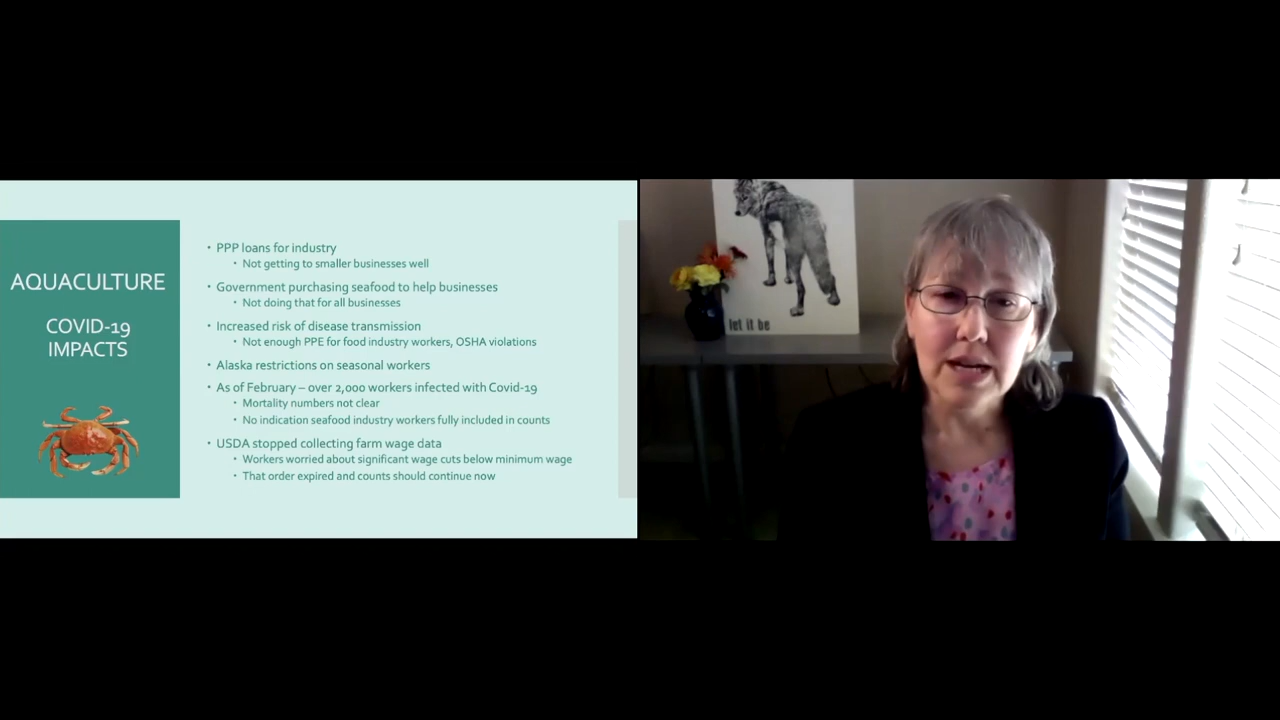 AQUACULTURE
COVID-19
IMPACTS
• PPP loans for industry
• Not getting to smaller businesses well
• Government purchasing seafood to help businesses
• Not doing that for all businesses
• Increased risk of disease transmission
• Not enough PPE for food industry workers, OSHA violations
• Alaska restrictions on seasonal workers
• As of February – over 2,000 workers infected with Covid-19
• Mortality numbers not clear
• No indication seafood industry workers fully included in counts
• USDA stopped collecting farm wage data
• Workers worried about significant wage cuts below minimum wage
• That order expired and counts should continue now
let it be